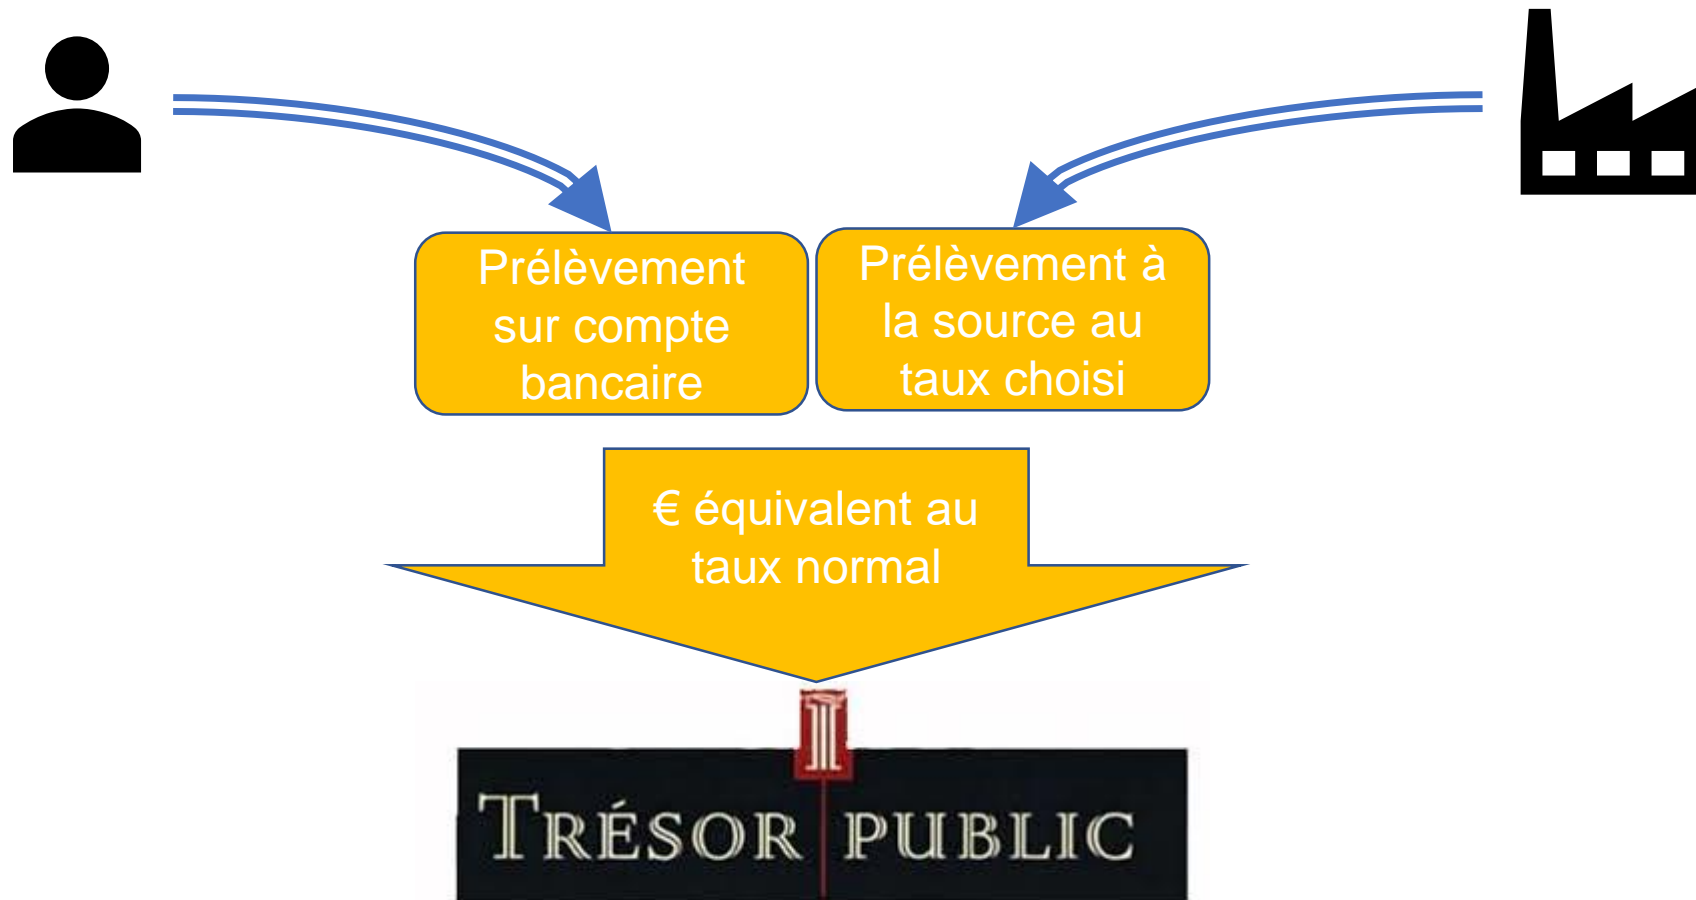 Prélèvement
sur compte
bancaire
Prélèvement à
la source au
taux choisi
€ équivalent au
taux normal
TRÉSOR PUBLIC